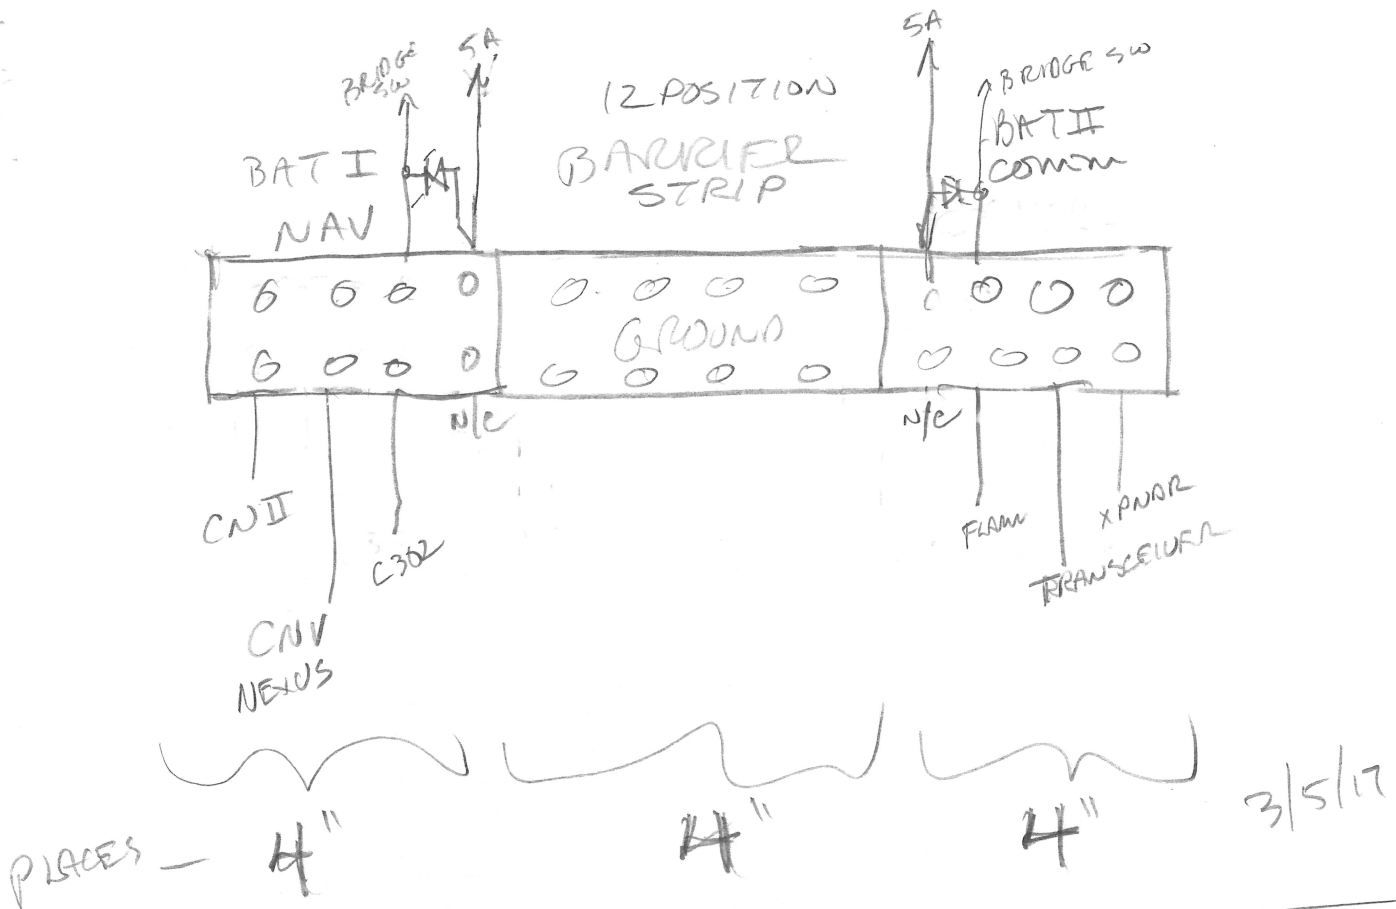 5A
BRIDGE
SW
5A
BRIDGE SW
12 POSITION
BARRIER
STRIP
BAT I
NAV
BAT II
COMM
GROUND
N/C
N/C
CN II
C302
CNV
NEXUS
FLARM
XPNDR
TRANSCEIVER
PLACES — 4"
4"
4"
3/5/17